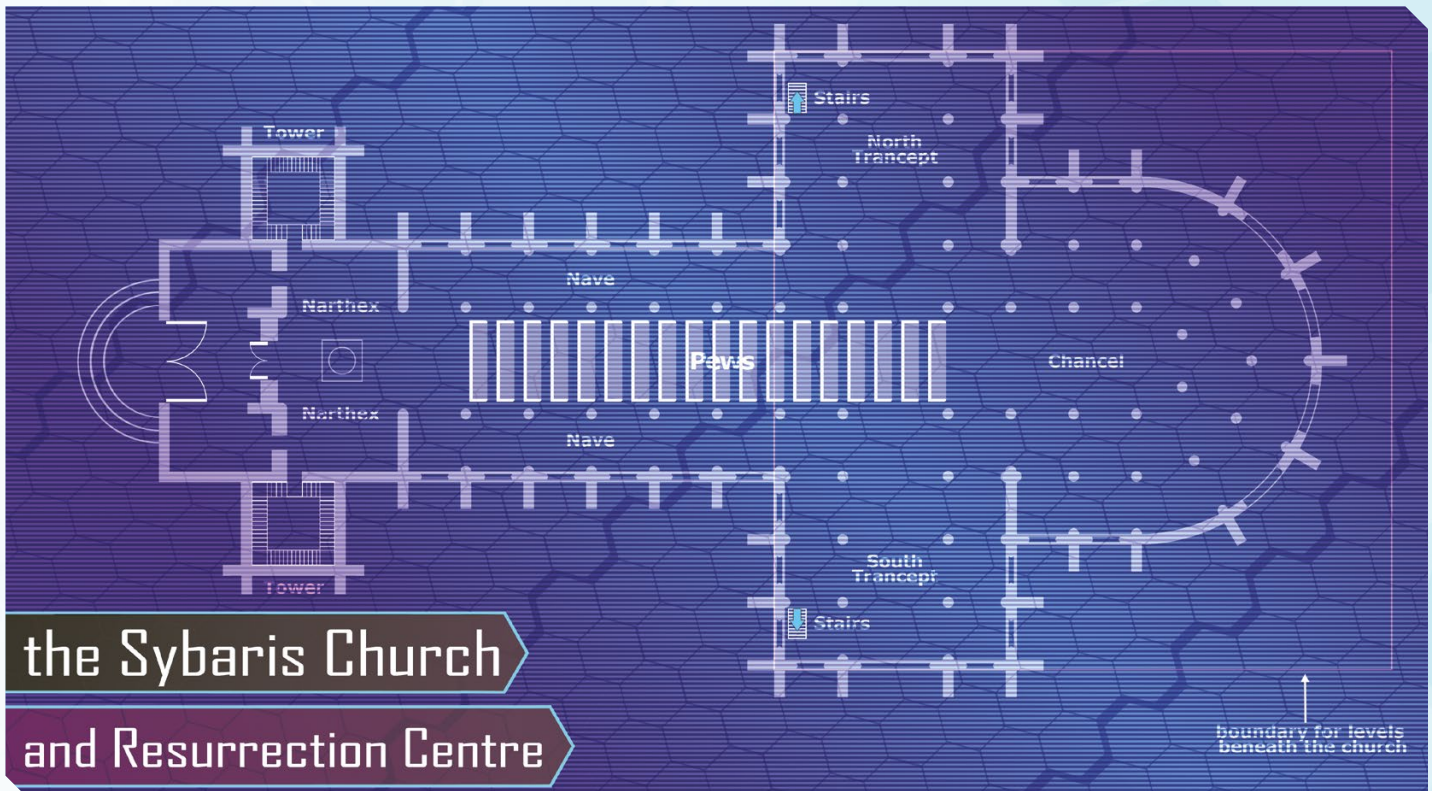 Stairs
Tower
North
Trancept
Nave
Narthex
Pews
Chancel
Narthex
Nave
South
Trancept
Tower
Stairs
the Sybaris Church
and Resurrection Centre
boundary for levels
beneath the church